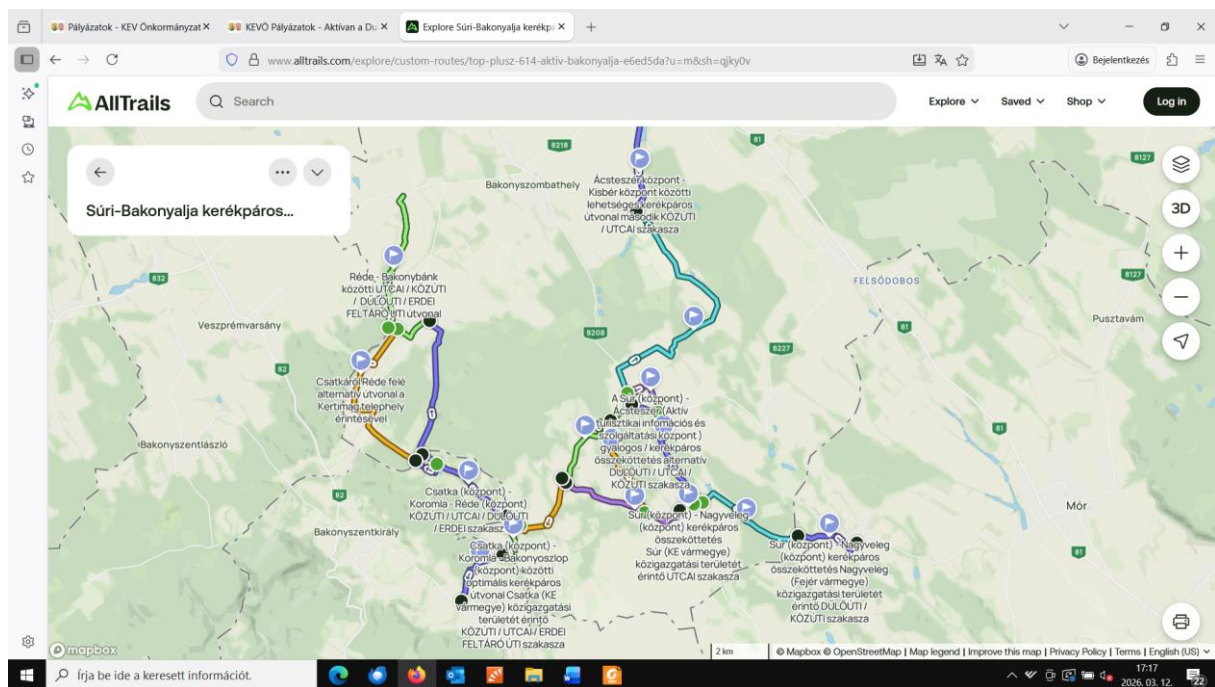 Pályázatok - KEV Önkormányzat
KEVÖ Pályázatok - Aktívan a Du
Explore Súri-Bakonyalja kerékp
www.alltrails.com/explore/custom-routes/top-plusz-614-aktiv-bakonyalja-e6ed5da?u=m&sh=qjky0v
Bejelentkezés
AllTrails
Search
Explore
Saved
Shop
Log in
Súri-Bakonyalja kerékpáros...
8218
81
8127
Bakonyszombathely
Ácsteszér központ -
Kisbér központ közötti
lehetséges kerékpáros
útvonal második KÖZÚTI
/ UTCAI szakasza
3D
832
Réde - Bakonybánk
közötti UTCAI / KÖZÚTI
/ DŰLŐÚTI / ERDEI
FELTÁRÓ ÚTI útvonal
FELSŐDOBOS
8127
Veszprémvarsány
8208
81
Pusztavám
8227
82
Csatkáról Réde felé
alternatív útvonal a
Kertimag telephely
érintésével
A Súr (központ) -
Ácsteszér (Aktív
turisztikai infomációs és
szolgáltatási központ )
gyalogos / kerékpáros
összeköttetés alternatív
DŰLŐÚTI / UTCAI /
KÖZÚTI szakasza
81
Bakonyszentlászló
82
Bakonyszentkirály
Csatka (központ) -
Koromla - Réde (központ)
KÖZÚTI / UTCAI / DŰLŐÚTI
/ ERDEI szakasz
Mór
Súr (központ) - Nagyveleg
(központ) kerékpáros
összeköttetés
Súr (KE vármegye)
közigazgatási területét
érintő UTCAI szakasza
Csatka (központ) -
Koromla - Bakonyoszlop
(központ) közötti
optimális kerékpáros
útvonal Csatka (KE
vármegye) közigazgatási
területét érintő
KÖZÚTI / UTCAI / ERDEI
FELTÁRÓ ÚTI szakasza
Súr (központ) - Nagyveleg
(központ) kerékpáros
összeköttetés Nagyveleg
(Fejér vármegye)
közigazgatási területét
érintő DŰLŐÚTI /
KÖZÚTI szakasza
81
mapbox
2 km
© Mapbox © OpenStreetMap | Map legend | Improve this map | Privacy Policy | Terms | English (US)
Írja be ide a keresett információt.
17:17
2026. 03. 12.
22